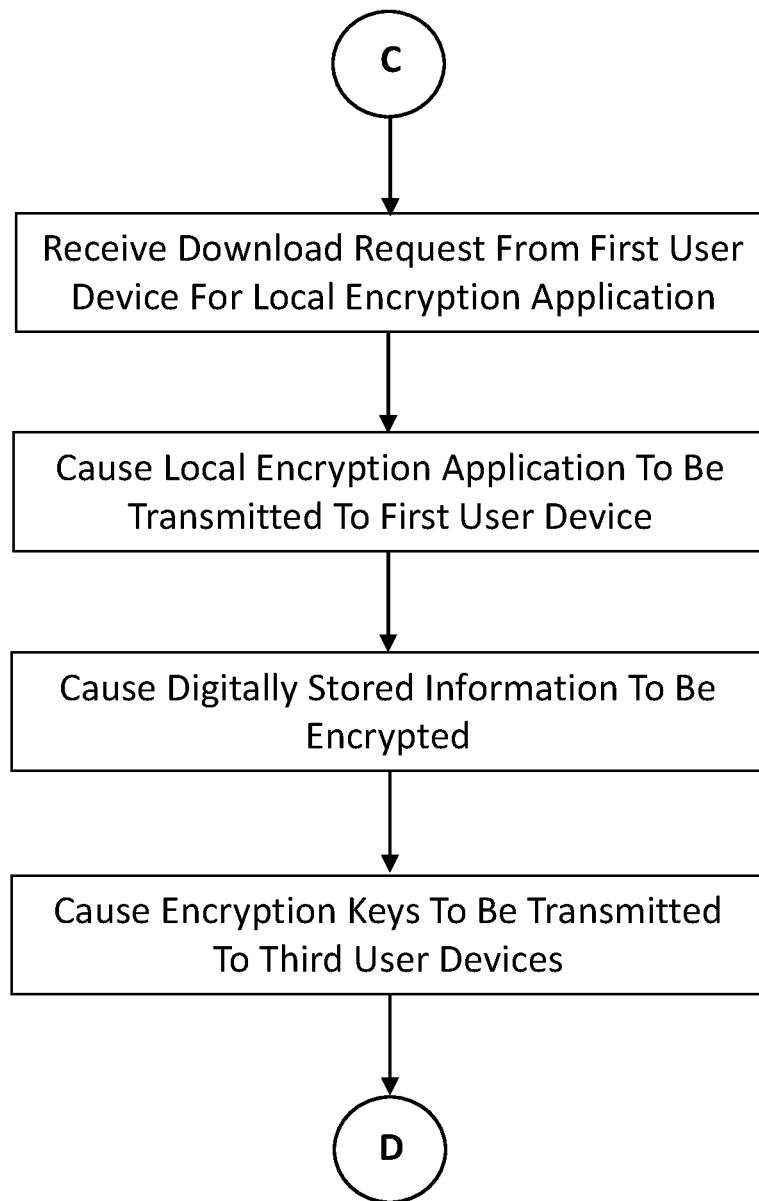 C
Receive Download Request From First User
Device For Local Encryption Application
Cause Local Encryption Application To Be
Transmitted To First User Device
Cause Digitally Stored Information To Be
Encrypted
Cause Encryption Keys To Be Transmitted
To Third User Devices
D